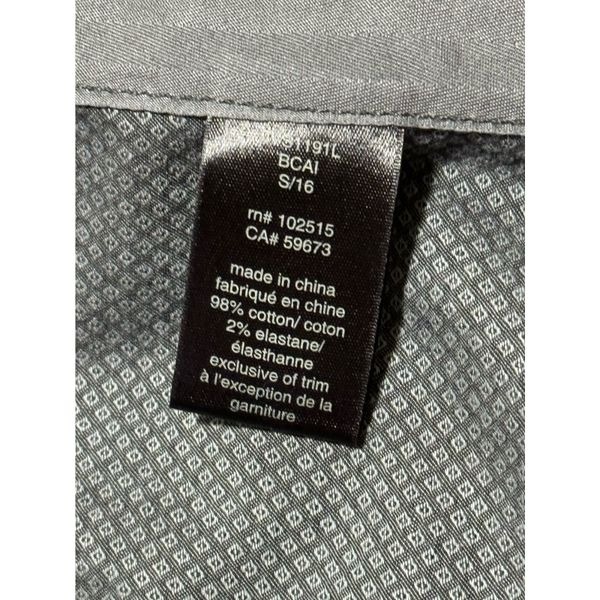 BCAI
S/16
rn# 102515
CA# 59673
made in china
fabriqué en chine
98% cotton/ coton
2% elastane/
élasthanne
exclusive of trim
à l'exception de la
garniture